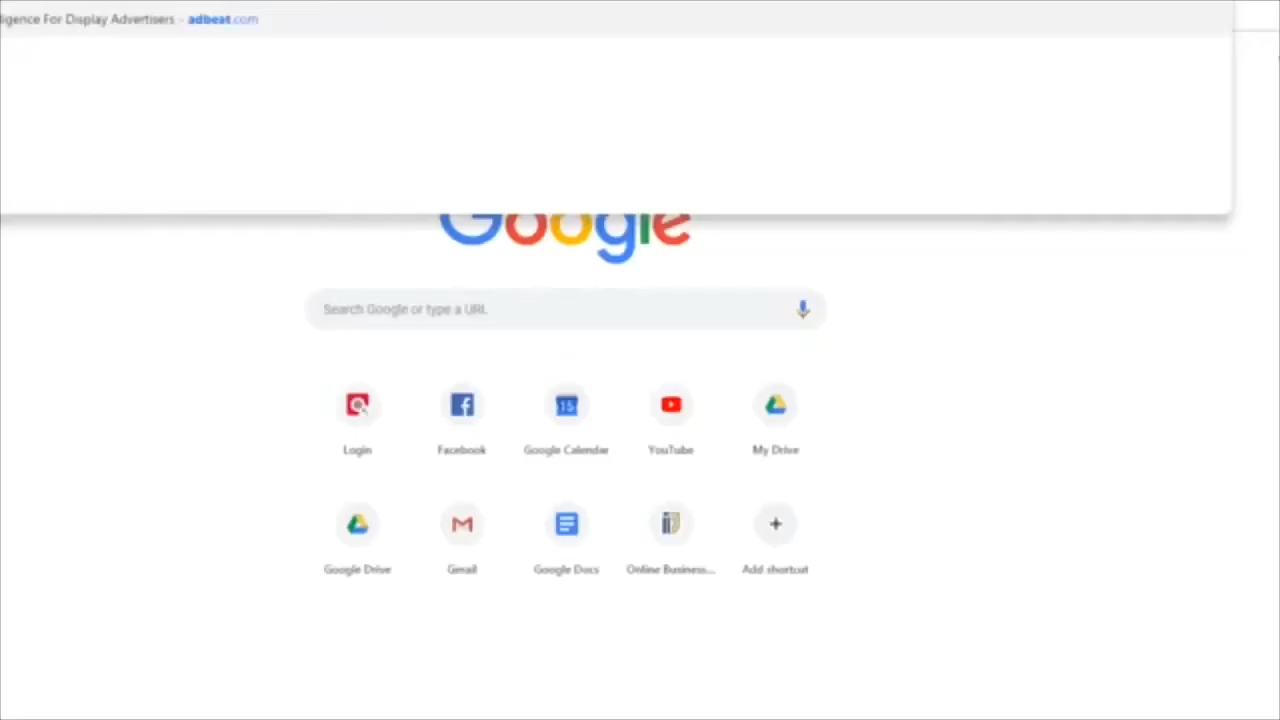 ligence For Display Advertisers - adbeat.com
Google
Search Google or type a URL
Login
Facebook
Google Calendar
YouTube
My Drive
Google Drive
Gmail
Google Docs
Online Business...
Add shortcut